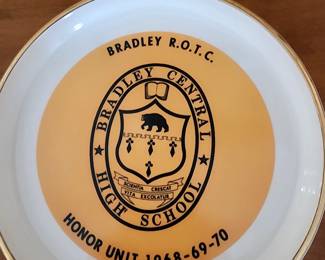 BRADLEY R.O.T.C.
BRADLEY CENTRAL
SCIENTIA CRESCAT
VITA EXCOLATUR
HIGH SCHOOL
HONOR UNIT 1968-69-70